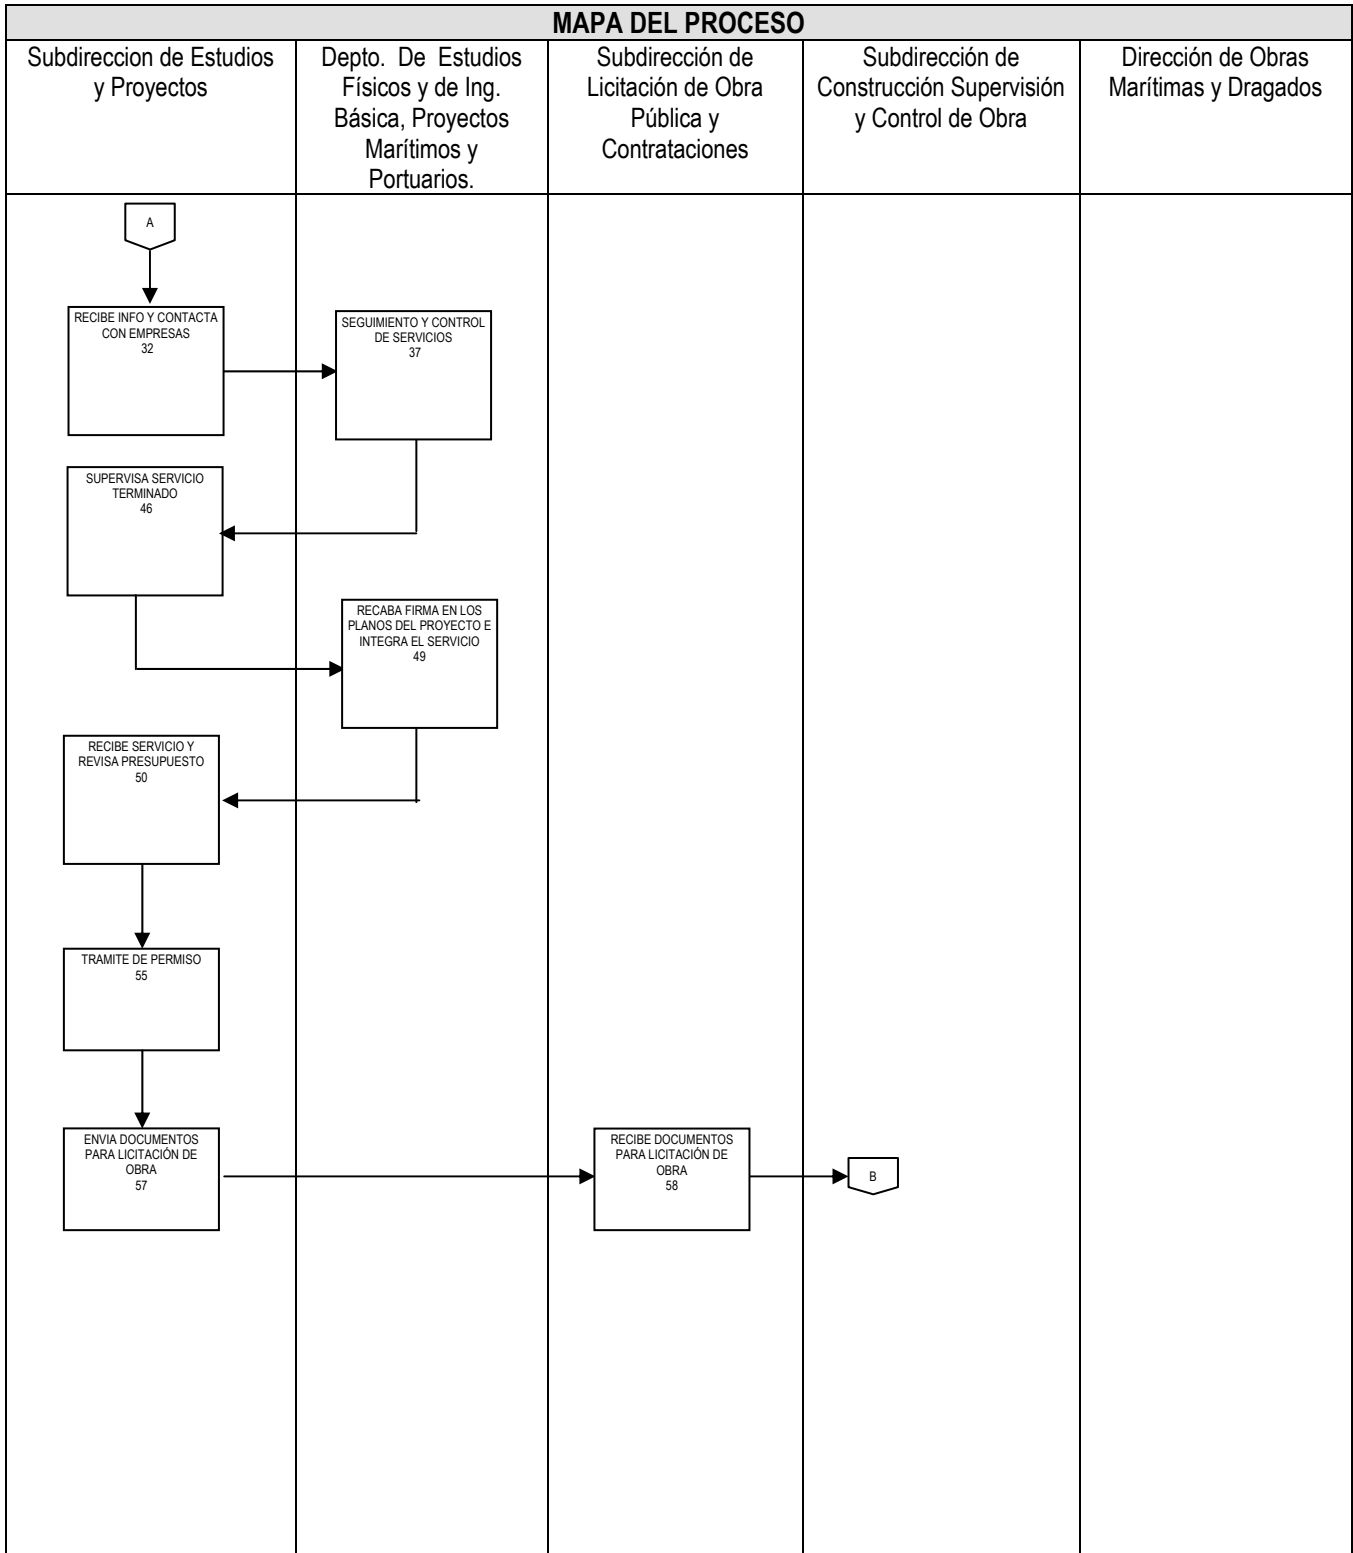 MAPA DEL PROCESO
Subdireccion de Estudios
y Proyectos
Depto. De Estudios
Físicos y de Ing.
Básica, Proyectos
Marítimos y
Portuarios.
Subdirección de
Licitación de Obra
Pública y
Contrataciones
Subdirección de
Construcción Supervisión
y Control de Obra
Dirección de Obras
Marítimas y Dragados
A
RECIBE INFO Y CONTACTA
CON EMPRESAS
32
SEGUIMIENTO Y CONTROL
DE SERVICIOS
37
SUPERVISA SERVICIO
TERMINADO
46
RECABA FIRMA EN LOS
PLANOS DEL PROYECTO E
INTEGRA EL SERVICIO
49
RECIBE SERVICIO Y
REVISA PRESUPUESTO
50
TRAMITE DE PERMISO
55
ENVIA DOCUMENTOS
PARA LICITACIÓN DE
OBRA
57
RECIBE DOCUMENTOS
PARA LICITACIÓN DE
OBRA
58
B